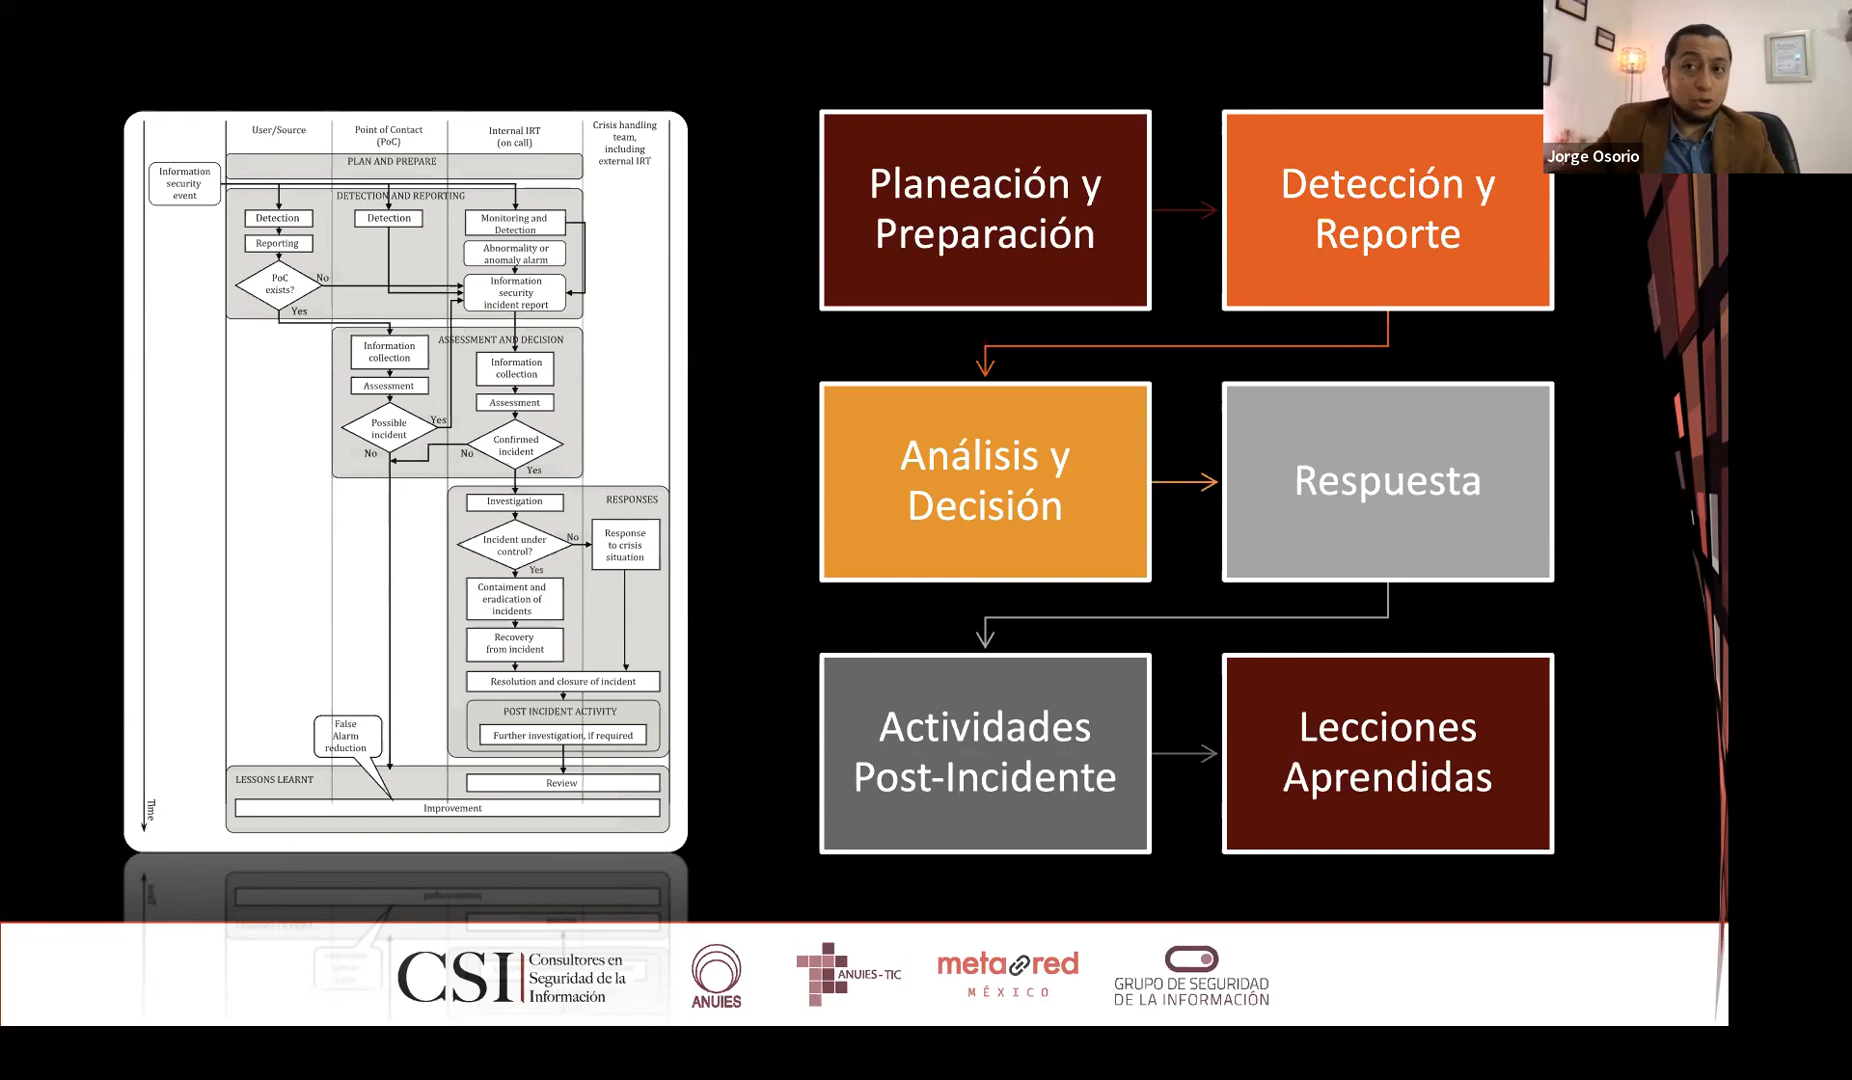 User/Source
Point of Contact
(PoC)
Internal IRT
(on call)
Crisis handling
team,
including
external IRT
PLAN AND PREPARE
Information
security
event
DETECTION AND REPORTING
Detection
Detection
Monitoring and
Detection
Reporting
Abnormality or
anomaly alarm
PoC
exists?
No
Information
security
incident report
Yes
ASSESSMENT AND DECISION
Information
collection
Information
collection
Assessment
Assessment
Possible
incident
Yes
Confirmed
incident
No
No
Yes
RESPONSES
Investigation
Incident under
control?
No
Response
to crisis
situation
Yes
Contaiment and
eradication of
incidents
Recovery
from incident
Resolution and closure of incident
POST INCIDENT ACTIVITY
Further investigation, if required
False
Alarm
reduction
LESSONS LEARNT
Review
Improvement
Time
Planeación y
Preparación
Detección y
Reporte
Análisis y
Decisión
Respuesta
Actividades
Post-Incidente
Lecciones
Aprendidas
Jorge Osorio
CSI
Consultores en
Seguridad de la
Información
ANUIES
ANUIES-TIC
metared
MÉXICO
GRUPO DE SEGURIDAD
DE LA INFORMACIÓN